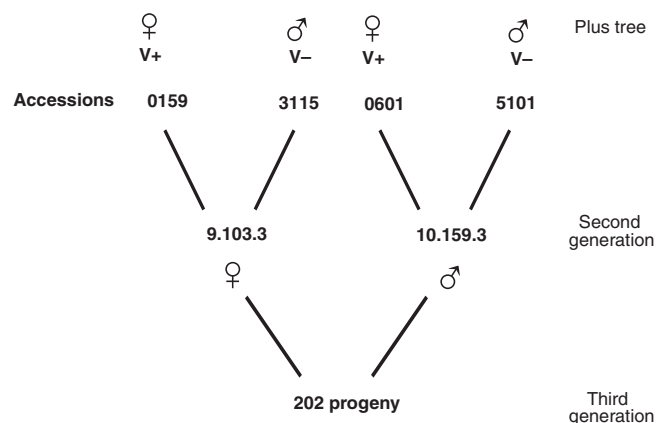 ♀ ♂ ♀ ♂ Plus tree
V+ V– V+ V–
Accessions 0159 3115 0601 5101
9.103.3 10.159.3 Second
generation
♀ ♂
202 progeny Third
generation